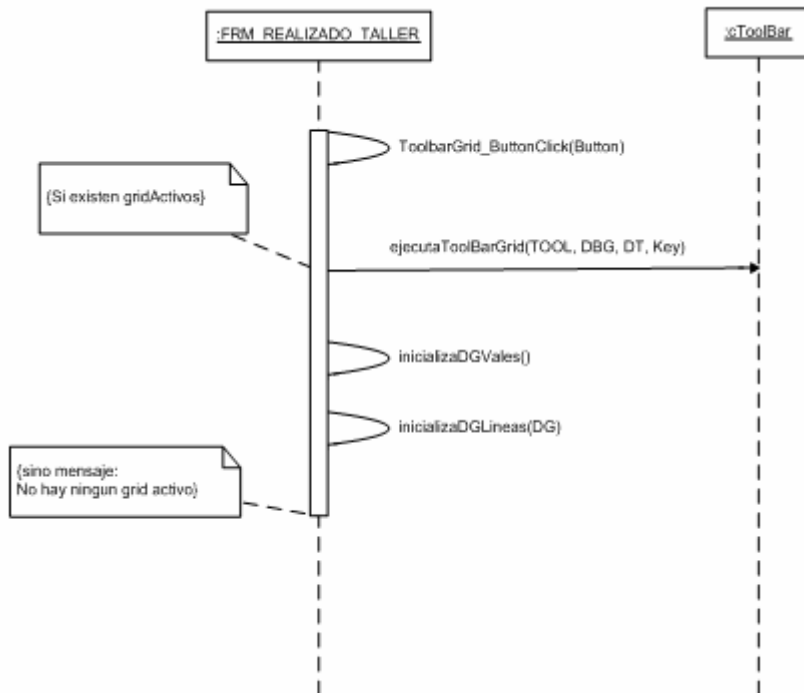 :FRM_REALIZADO_TALLER
:cToolBar
ToolbarGrid_ButtonClick(Button)
{Si existen gridActivos}
ejecutaToolBarGrid(TOOL, DBG, DT, Key)
inicializaDGVales()
inicializaDGLineas(DG)
{sino mensaje:
No hay ningun grid activo}